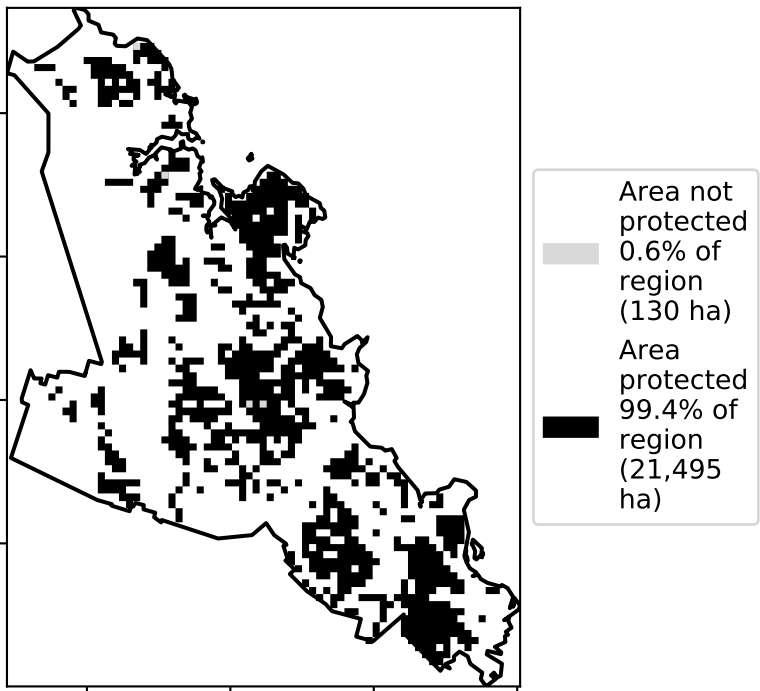 Area not
protected
0.6% of
region
(130 ha)
Area
protected
99.4% of
region
(21,495
ha)